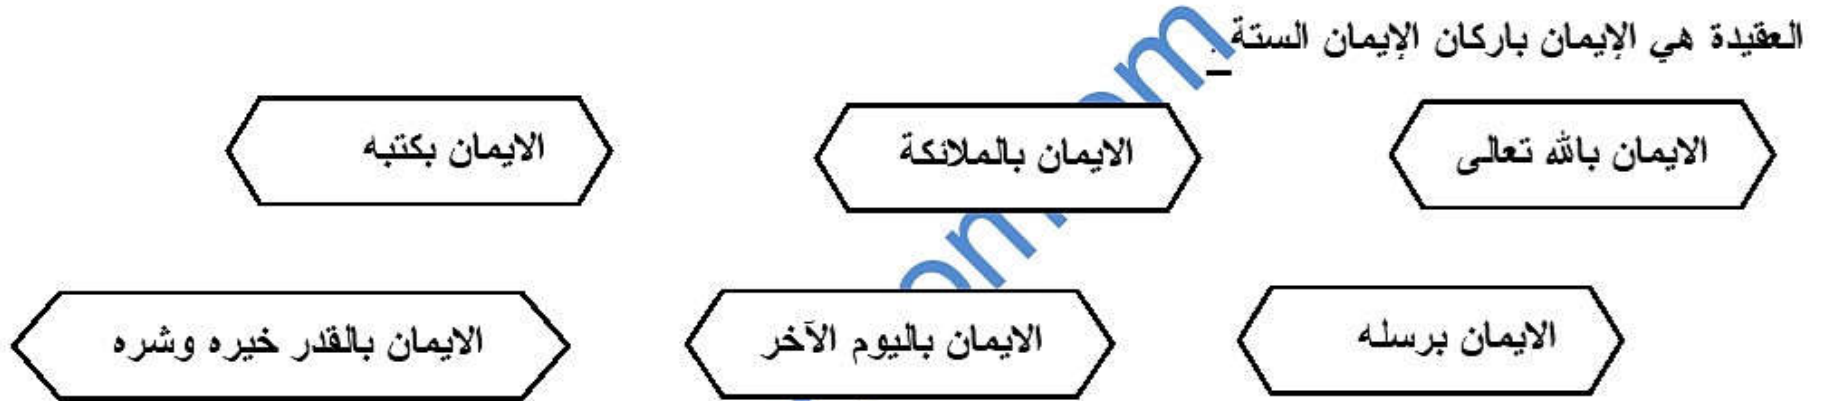 العقيدة هي الإيمان باركان الإيمان الستة :
الايمان بالله تعالى
الايمان بالملائكة
الايمان بكتبه
الايمان برسله
الايمان باليوم الآخر
الايمان بالقدر خيره وشره